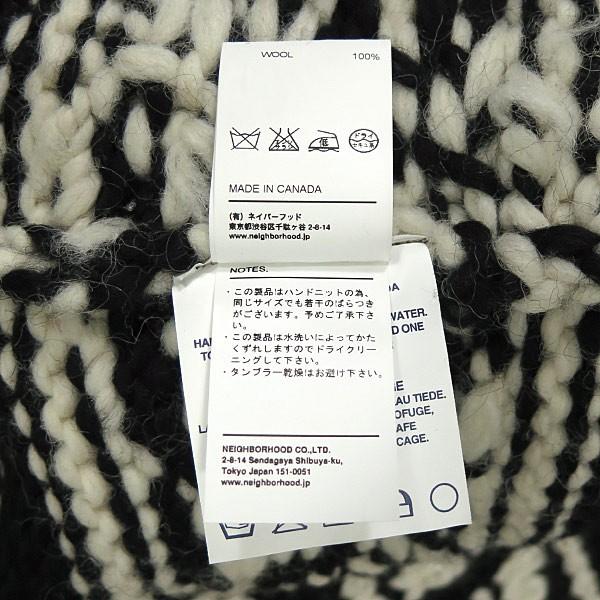 WOOL 100%
低 ドライ セキユ系
MADE IN CANADA
(有) ネイバーフッド
東京都渋谷区千駄ヶ谷 2-8-14
www.neighborhood.jp
NOTES.
・この製品はハンドニットの為、
同じサイズでも若干のばらつき
がございます。予めご了承下さ
い。
・この製品は水洗いによってかた
くずれしますのでドライクリー
ニングして下さい。
・タンブラー乾燥はお避け下さい。
NEIGHBORHOOD CO.,LTD.
2-8-14 Sendagaya Shibuya-ku,
Tokyo Japan 151-0051
www.neighborhood.jp
DA
WATER.
HAN
D ONE
TO
E
AU TIEDE.
OFUGE,
LA
AFE
CAGE.